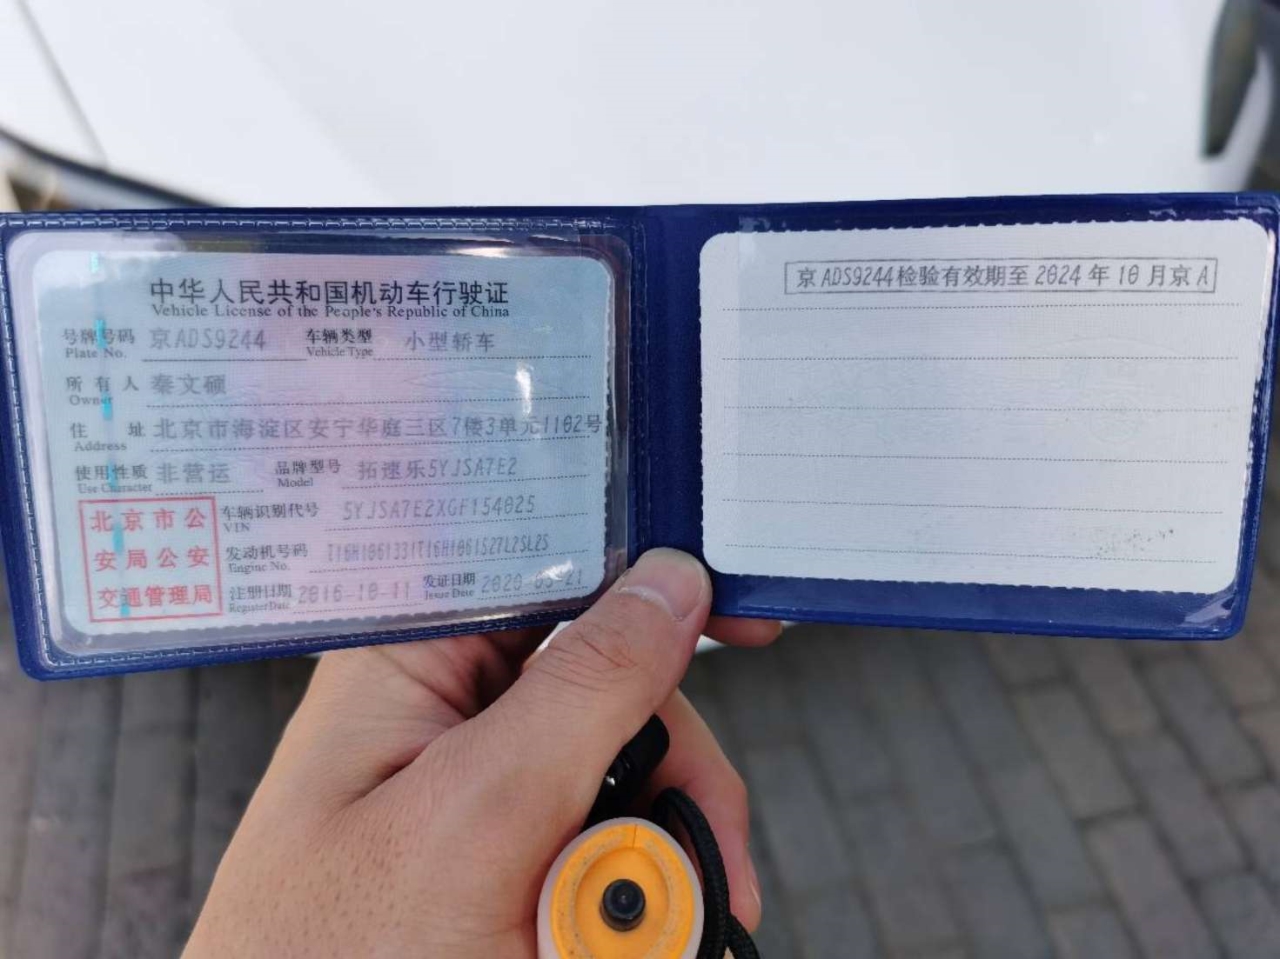 中华人民共和国机动车行驶证
Vehicle License of the People's Republic of China
号牌号码 京ADS9244 车辆类型 小型轿车
Plate No. Vehicle Type
所有人 秦文硕
Owner
住址 北京市海淀区安宁华庭三区7楼3单元1102号
Address
使用性质 非营运 品牌型号 拓速乐5YJSA7E2
Use Character Model
北京市公
安局公安
交通管理局
车辆识别代号 5YJSA7E2XGF154025
VIN
发动机号码
Engine No.
注册日期 2016-10-11 发证日期 2020-05-21
Register Date Issue Date
京ADS9244检验有效期至2024年10月京A